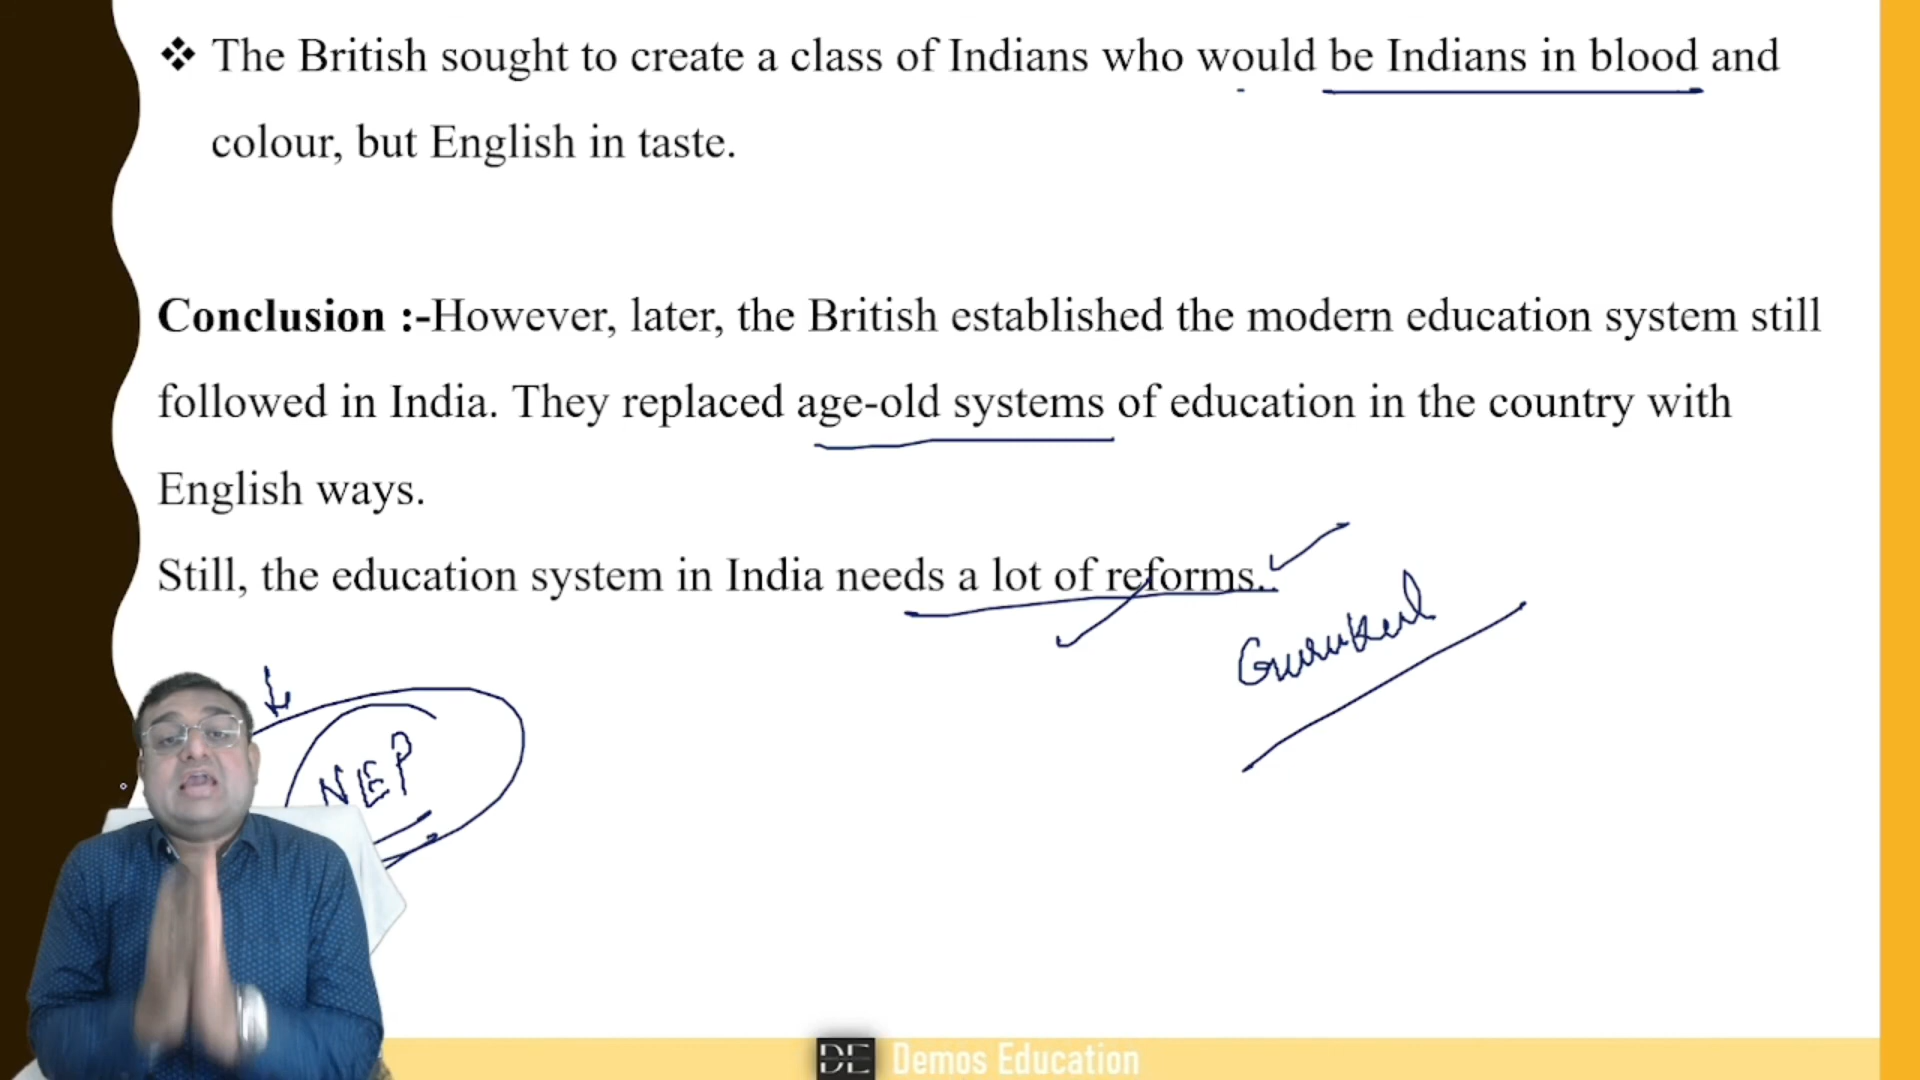 ❖ The British sought to create a class of Indians who would be Indians in blood and
colour, but English in taste.
Conclusion :-However, later, the British established the modern education system still
followed in India. They replaced age-old systems of education in the country with
English ways.
Still, the education system in India needs a lot of reforms.
Gurukul
NEP
DE Demos Education